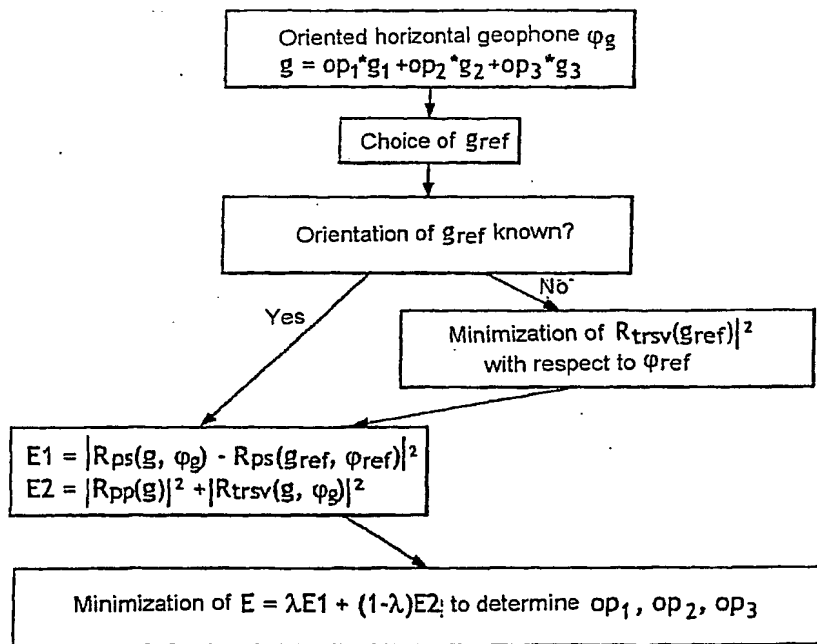 Oriented horizontal geophone φg
g = op₁*g₁+op₂*g₂+op₃*g₃
Choice of gref
Orientation of gref known?
No
Yes
Minimization of Rtrsv(gref)|²
with respect to φref
E1 = |Rps(g, φg) - Rps(gref, φref)|²
E2 = |Rpp(g)|² +|Rtrsv(g, φg)|²
Minimization of E = λE1 + (1-λ)E2; to determine op₁, op₂, op₃